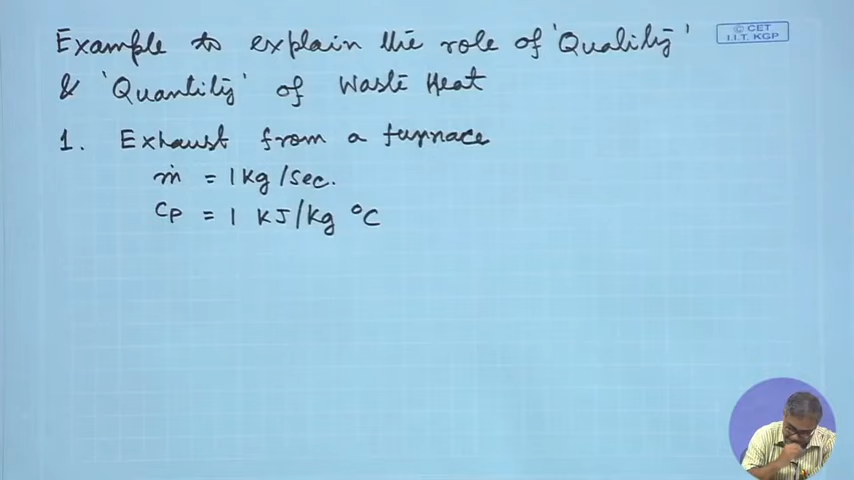 Example to explain the role of 'Quality'
& 'Quantity' of Waste Heat
© CET
I.I.T. KGP
1. Exhaust from a furnace
ṁ = 1 Kg/Sec.
CP = 1 KJ/Kg °C